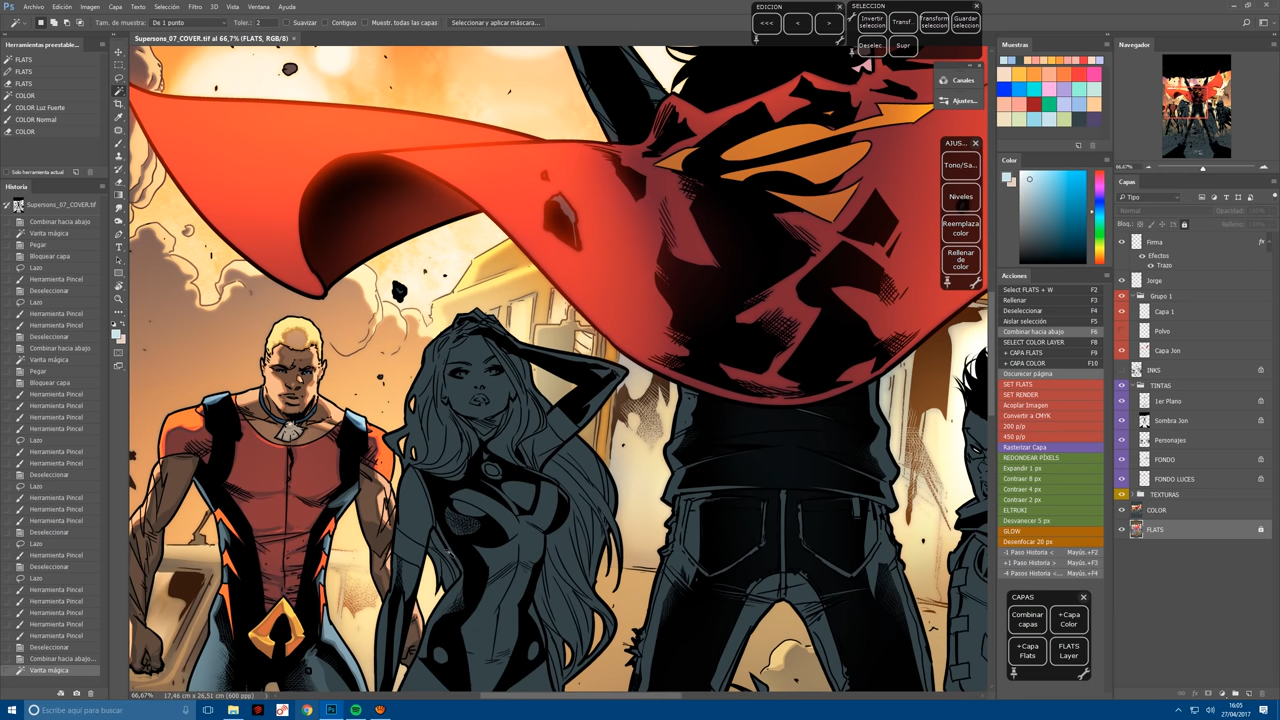 Ps
Archivo Edición Imagen Capa Texto Selección Filtro 3D Vista Ventana Ayuda
Tam. de muestra: De 1 punto Toler.: 2 Suavizar Contiguo Muestr. todas las capas Seleccionar y aplicar máscara...
EDICION
<<< < >
SELECCION
Invertir seleccion
Transf...
Transform seleccion
Guardar seleccion
Deselec...
Supr
Herramientas preestable...
FLATS
FLATS
FLATS
COLOR
COLOR Luz Fuerte
COLOR Normal
COLOR
Solo herramienta actual
Supersons_07_COVER.tif al 66,7% (FLATS, RGB/8) ×
Historia
Supersons_07_COVER.tif
Combinar hacia abajo
Varita mágica
Pegar
Bloquear capa
Lazo
Herramienta Pincel
Deseleccionar
Lazo
Herramienta Pincel
Herramienta Pincel
Deseleccionar
Combinar hacia abajo
Varita mágica
Pegar
Bloquear capa
Herramienta Pincel
Herramienta Pincel
Herramienta Pincel
Herramienta Pincel
Lazo
Herramienta Pincel
Herramienta Pincel
Deseleccionar
Lazo
Herramienta Pincel
Herramienta Pincel
Herramienta Pincel
Deseleccionar
Lazo
Herramienta Pincel
Deseleccionar
Lazo
Herramienta Pincel
Herramienta Pincel
Herramienta Pincel
Herramienta Pincel
Herramienta Pincel
Deseleccionar
Combinar hacia abajo...
Varita mágica
Canales
Ajustes...
AJUS...
Tono/Sa...
Niveles
Reemplaza color
Rellenar de color
Muestras
Color
Acciones
Select FLATS + W F2
Rellenar F3
Deseleccionar F4
Aislar selección F5
Combinar hacia abajo F6
SELECT COLOR LAYER F8
+ CAPA FLATS F9
+ CAPA COLOR F10
Oscurecer página
SET FLATS
SET RENDER
Acoplar Imagen
Convertir a CMYK
200 p/p
450 p/p
Rasterizar Capa
REDONDEAR PÍXELS
Expandir 1 px
Contraer 8 px
Contraer 4 px
Contraer 2 px
ELTRUKI
Desvanecer 5 px
GLOW
Desenfocar 20 px
-1 Paso Historia < Mayús.+F2
+1 Paso Historia > Mayús.+F3
-4 Pasos Historia <... Mayús.+F4
CAPAS
Combinar capas
+Capa Color
+Capa Flats
FLATS Layer
Navegador
66,67%
Capas
Tipo
Normal Opacidad: 100%
Bloq.: Relleno: 100%
Firma fx
Efectos
Trazo
Jorge
Grupo 1
Capa 1
Polvo
Capa Jon
INKS
TINTAS
1er Plano
Sombra Jon
Personajes
FONDO
FONDO LUCES
TEXTURAS
COLOR
FLATS
66,67% 17,46 cm x 26,51 cm (600 ppp)
Escribe aquí para buscar
16:05
27/04/2017